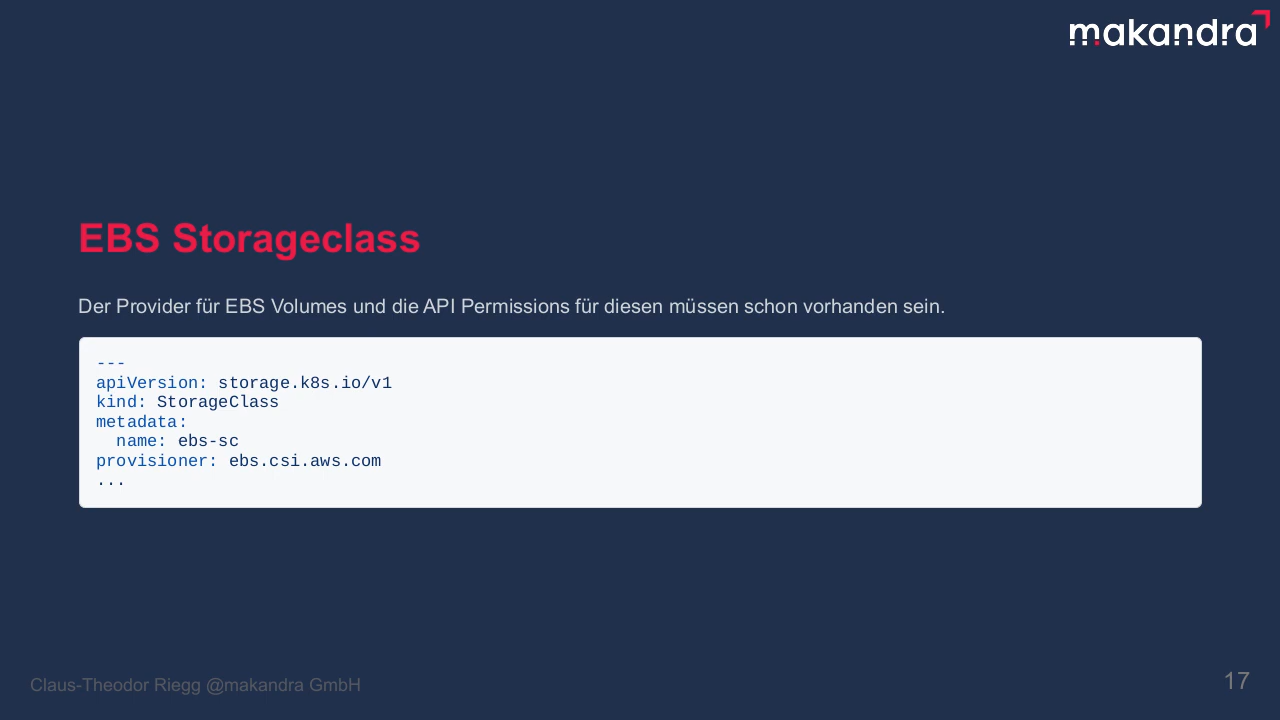 makandra
EBS Storageclass
Der Provider für EBS Volumes und die API Permissions für diesen müssen schon vorhanden sein.
---
apiVersion: storage.k8s.io/v1
kind: StorageClass
metadata:
  name: ebs-sc
provisioner: ebs.csi.aws.com
...
Claus-Theodor Riegg @makandra GmbH
17